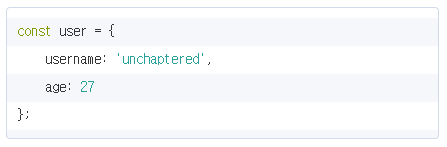 const user = {
    username: 'unchaptered',
    age: 27
};